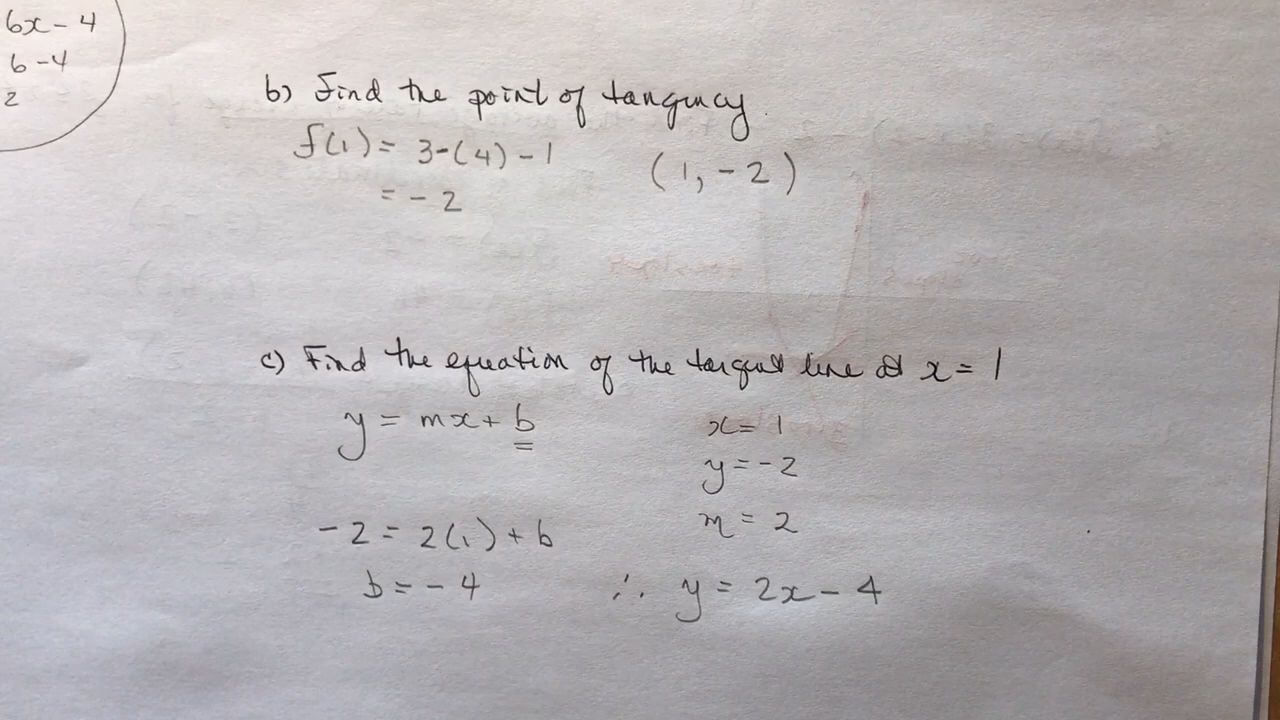 6x - 4
6 - 4
2
b) Find the point of tangency.
f(1) = 3-(4) - 1
(1, -2)
= - 2
c) Find the equation of the tangent line at x = 1
y = mx + b
x = 1
y = -2
m = 2
-2 = 2(1) + b
b = - 4
∴ y = 2x - 4